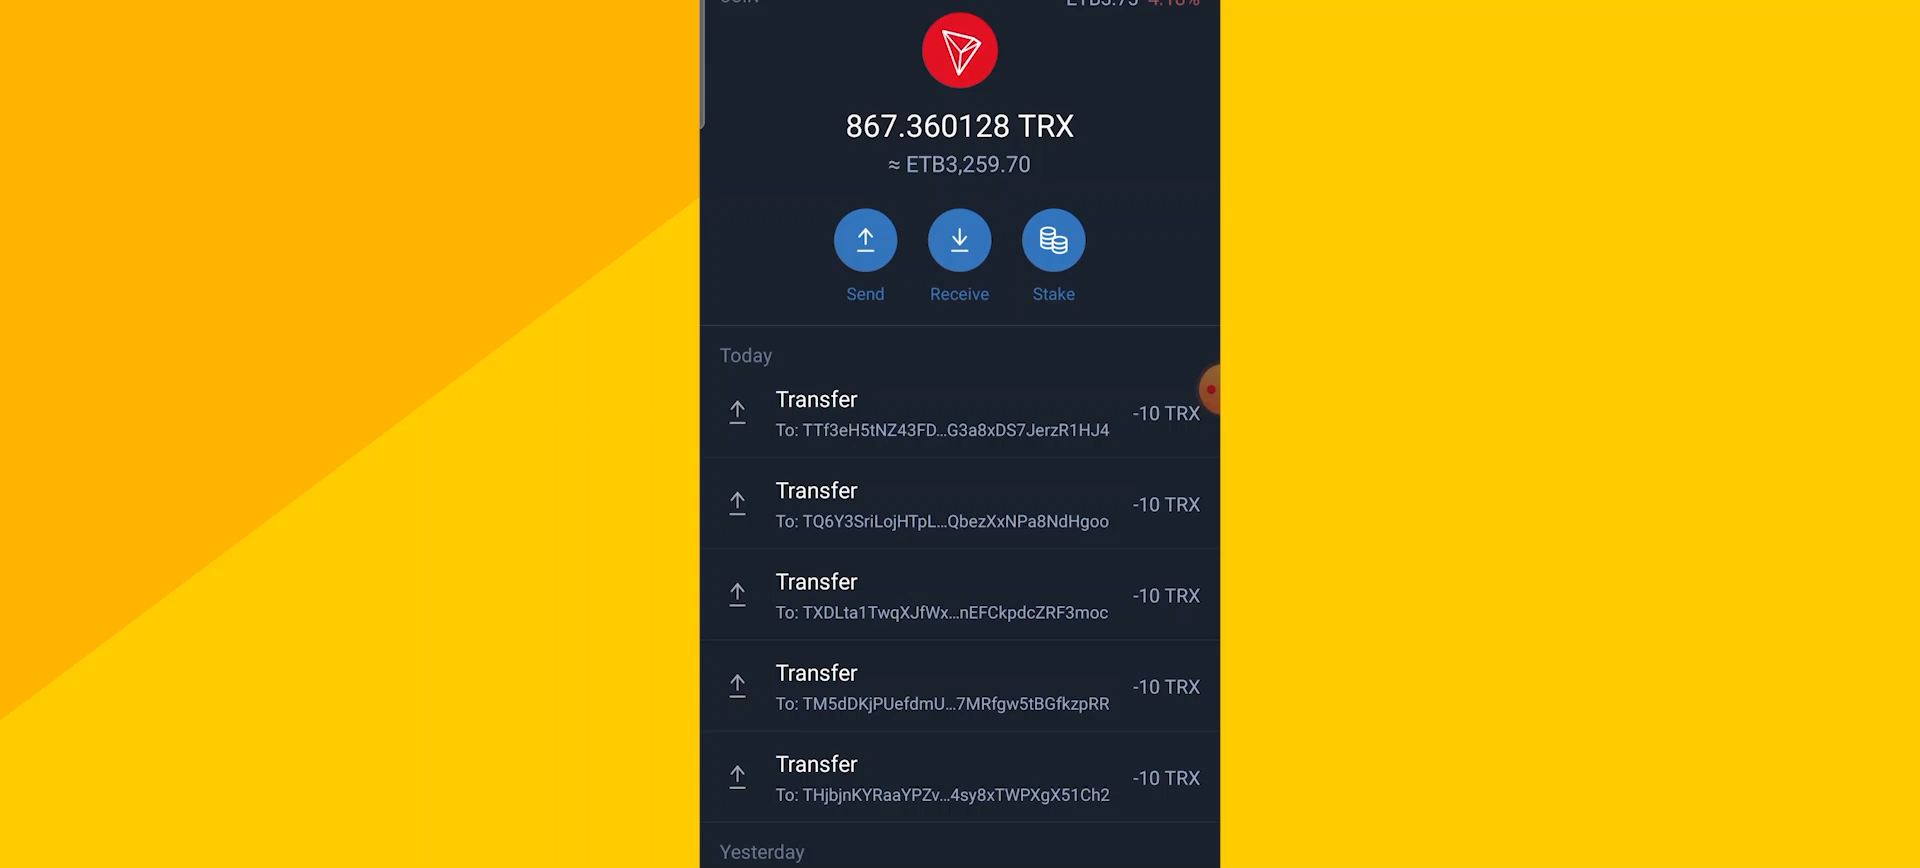 867.360128 TRX
≈ ETB3,259.70
Send
Receive
Stake
Today
Transfer
-10 TRX
To: TTf3eH5tNZ43FD...G3a8xDS7JerzR1HJ4
Transfer
-10 TRX
To: TQ6Y3SriLojHTpL...QbezXxNPa8NdHgoo
Transfer
-10 TRX
To: TXDLta1TwqXJfWx...nEFCkpdcZRF3moc
Transfer
-10 TRX
To: TM5dDKjPUefdmU...7MRfgw5tBGfkzpRR
Transfer
-10 TRX
To: THjbjnKYRaaYPZv...4sy8xTWPXgX51Ch2
Yesterday